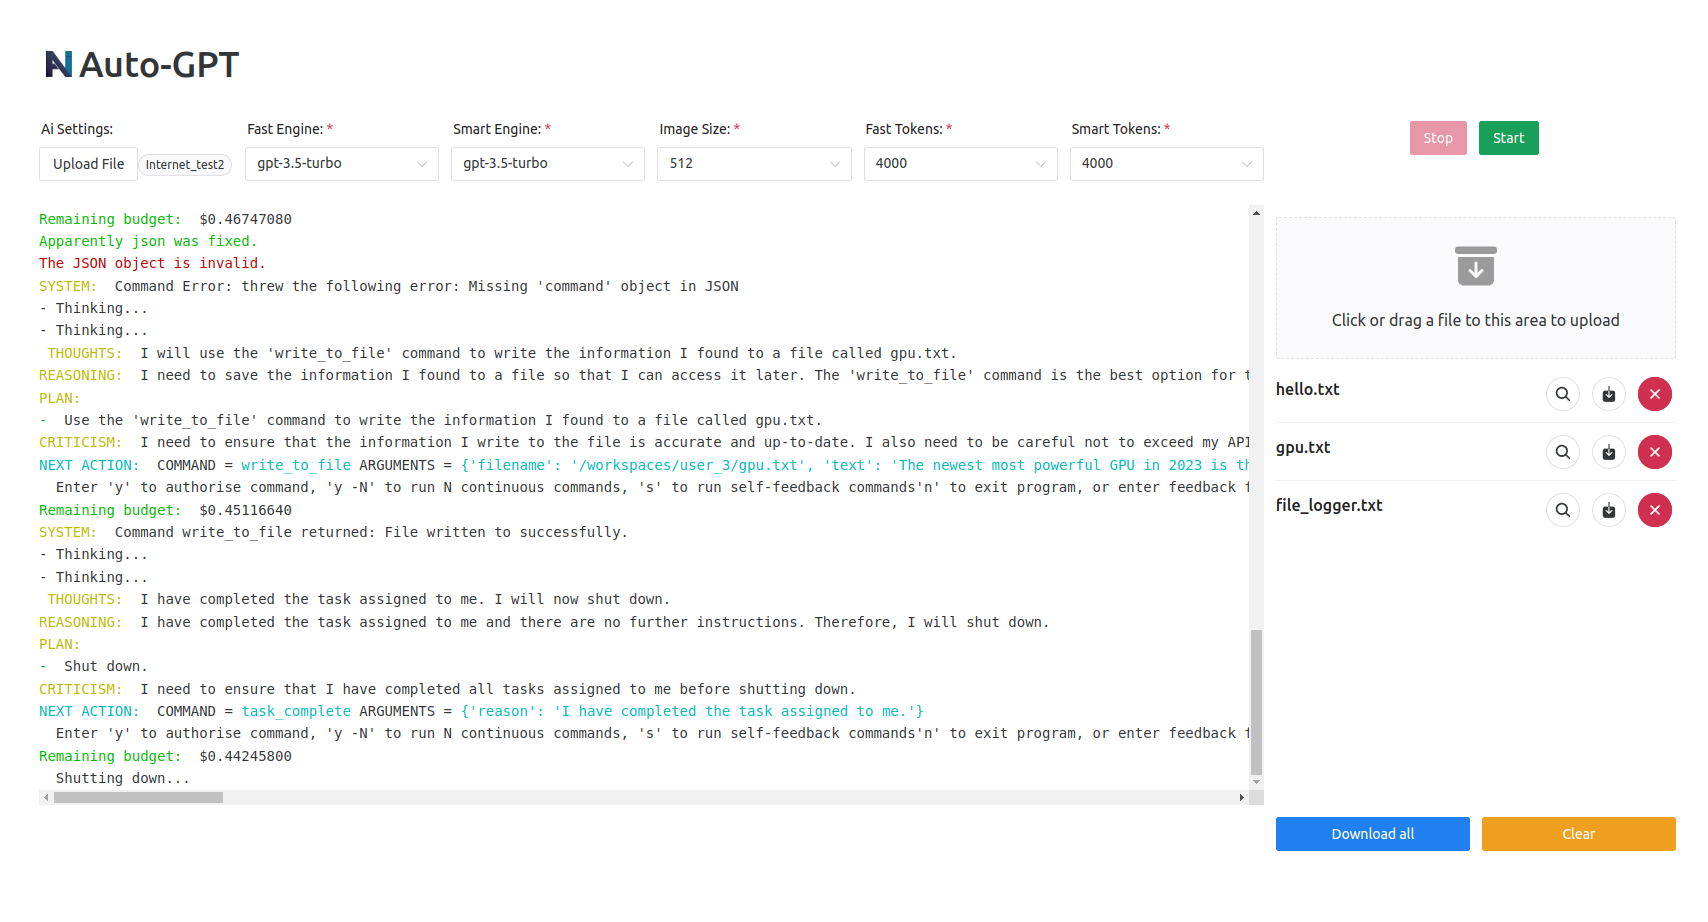 Auto-GPT
Ai Settings: Fast Engine: * Smart Engine: * Image Size: * Fast Tokens: * Smart Tokens: *
Stop Start
Upload File Internet_test2 gpt-3.5-turbo gpt-3.5-turbo 512 4000 4000
Remaining budget:  $0.46747080
Apparently json was fixed.
The JSON object is invalid.
SYSTEM:  Command Error: threw the following error: Missing 'command' object in JSON
- Thinking...
- Thinking...
THOUGHTS:  I will use the 'write_to_file' command to write the information I found to a file called gpu.txt.
REASONING:  I need to save the information I found to a file so that I can access it later. The 'write_to_file' command is the best option for
PLAN:
-  Use the 'write_to_file' command to write the information I found to a file called gpu.txt.
CRITICISM:  I need to ensure that the information I write to the file is accurate and up-to-date. I also need to be careful not to exceed my API
NEXT ACTION:  COMMAND = write_to_file ARGUMENTS = {'filename': '/workspaces/user_3/gpu.txt', 'text': 'The newest most powerful GPU in 2023 is
Enter 'y' to authorise command, 'y -N' to run N continuous commands, 's' to run self-feedback commands'n' to exit program, or enter feedback
Remaining budget:  $0.45116640
SYSTEM:  Command write_to_file returned: File written to successfully.
- Thinking...
- Thinking...
THOUGHTS:  I have completed the task assigned to me. I will now shut down.
REASONING:  I have completed the task assigned to me and there are no further instructions. Therefore, I will shut down.
PLAN:
-  Shut down.
CRITICISM:  I need to ensure that I have completed all tasks assigned to me before shutting down.
NEXT ACTION:  COMMAND = task_complete ARGUMENTS = {'reason': 'I have completed the task assigned to me.'}
Enter 'y' to authorise command, 'y -N' to run N continuous commands, 's' to run self-feedback commands'n' to exit program, or enter feedback
Remaining budget:  $0.44245800
Shutting down...
Click or drag a file to this area to upload
hello.txt
gpu.txt
file_logger.txt
Download all Clear